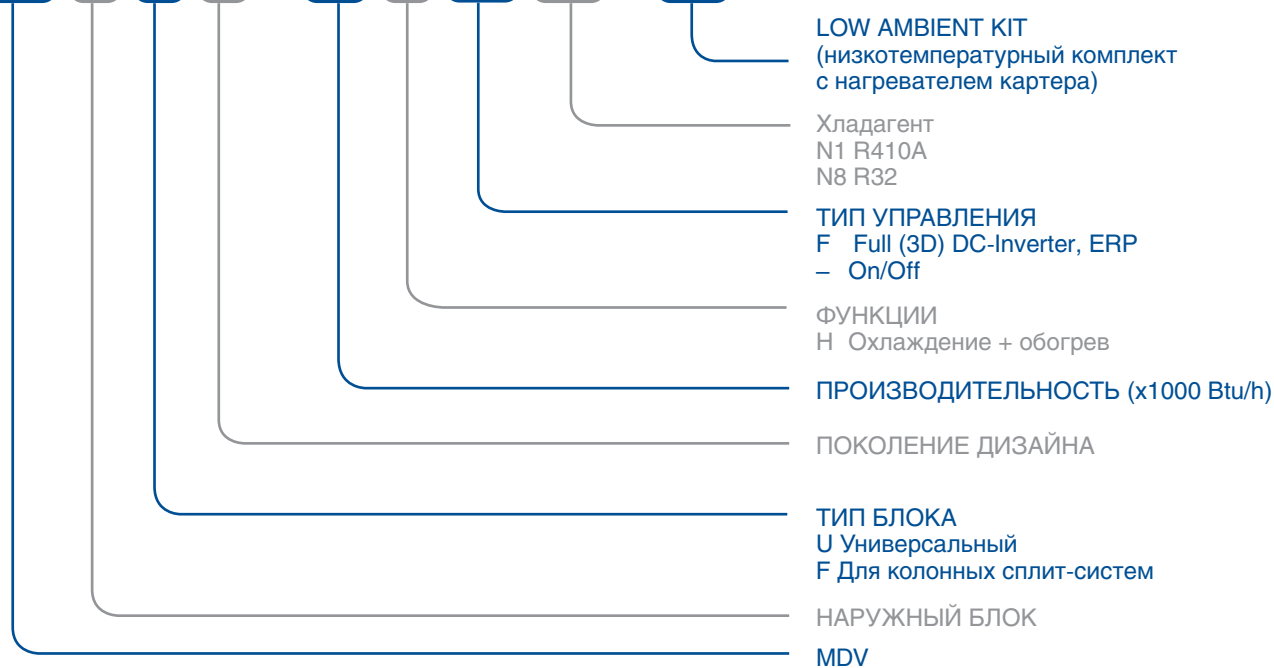 LOW AMBIENT KIT
(низкотемпературный комплект
с нагревателем картера)
Хладагент
N1 R410A
N8 R32
ТИП УПРАВЛЕНИЯ
F Full (3D) DC-Inverter, ERP
– On/Off
ФУНКЦИИ
H Охлаждение + обогрев
ПРОИЗВОДИТЕЛЬНОСТЬ (x1000 Btu/h)
ПОКОЛЕНИЕ ДИЗАЙНА
ТИП БЛОКА
U Универсальный
F Для колонных сплит-систем
НАРУЖНЫЙ БЛОК
MDV